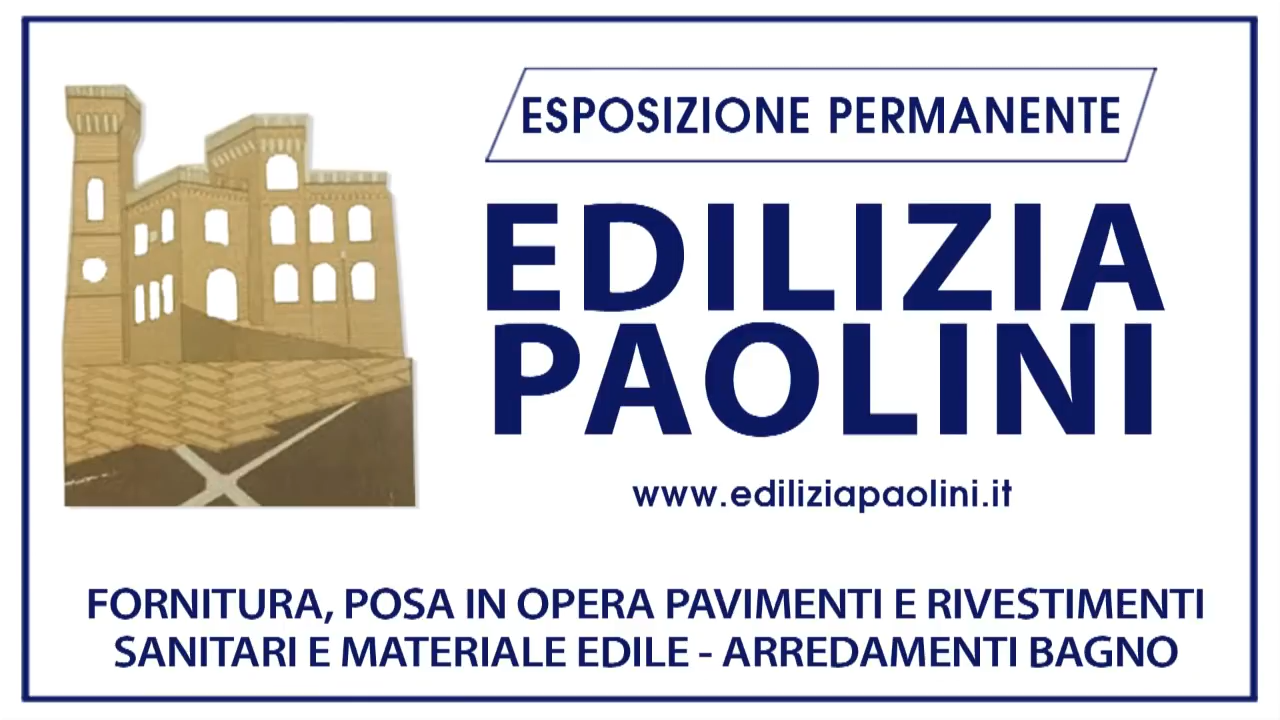 ESPOSIZIONE PERMANENTE
EDILIZIA
PAOLINI
www.ediliziapaolini.it
FORNITURA, POSA IN OPERA PAVIMENTI E RIVESTIMENTI
SANITARI E MATERIALE EDILE - ARREDAMENTI BAGNO